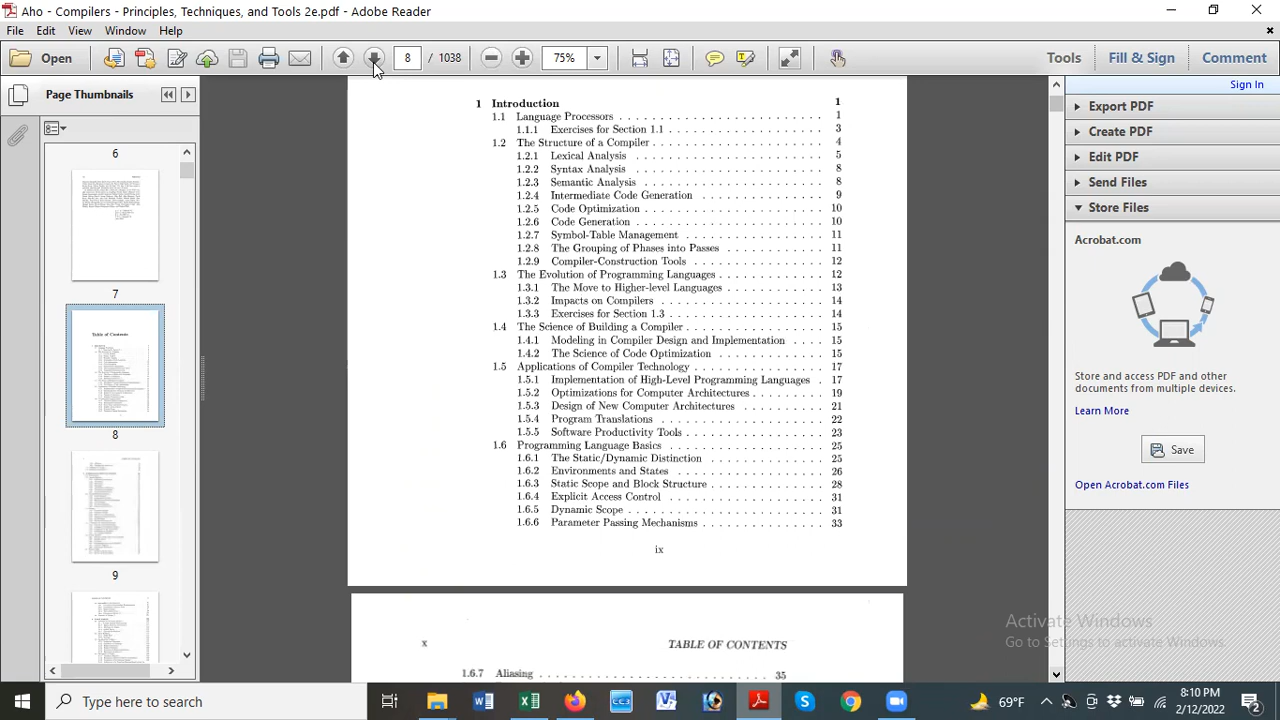 Aho - Compilers - Principles, Techniques, and Tools 2e.pdf - Adobe Reader
File Edit View Window Help
Open 8 / 1038 75% Tools Fill & Sign Comment
Page Thumbnails
6
7
Table of Contents
8
9
1 Introduction 1
1.1 Language Processors . . . . . . . . . . . . . . . . . . . . . . . . . . . 1
1.1.1 Exercises for Section 1.1 . . . . . . . . . . . . . . . . . . . . 3
1.2 The Structure of a Compiler . . . . . . . . . . . . . . . . . . . . . . 4
1.2.1 Lexical Analysis . . . . . . . . . . . . . . . . . . . . . . . . 5
1.2.2 Syntax Analysis . . . . . . . . . . . . . . . . . . . . . . . . 8
1.2.3 Semantic Analysis . . . . . . . . . . . . . . . . . . . . . . . 8
1.2.4 Intermediate Code Generation . . . . . . . . . . . . . . . . 9
1.2.5 Code Optimization . . . . . . . . . . . . . . . . . . . . . . . 10
1.2.6 Code Generation . . . . . . . . . . . . . . . . . . . . . . . . 10
1.2.7 Symbol-Table Management . . . . . . . . . . . . . . . . . . 11
1.2.8 The Grouping of Phases into Passes . . . . . . . . . . . . . 11
1.2.9 Compiler-Construction Tools . . . . . . . . . . . . . . . . . 12
1.3 The Evolution of Programming Languages . . . . . . . . . . . . . . 12
1.3.1 The Move to Higher-level Languages . . . . . . . . . . . . . 13
1.3.2 Impacts on Compilers . . . . . . . . . . . . . . . . . . . . . 14
1.3.3 Exercises for Section 1.3 . . . . . . . . . . . . . . . . . . . . 14
1.4 The Science of Building a Compiler . . . . . . . . . . . . . . . . . . 15
1.4.1 Modeling in Compiler Design and Implementation . . . . 15
1.4.2 The Science of Code Optimization . . . . . . . . . . . . . . 15
1.5 Applications of Compiler Technology . . . . . . . . . . . . . . . . . 17
1.5.1 Implementation of High-Level Programming Languages . 17
1.5.2 Optimizations for Computer Architectures . . . . . . . . . . 19
1.5.3 Design of New Computer Architectures . . . . . . . . . . . 21
1.5.4 Program Translations . . . . . . . . . . . . . . . . . . . . . 22
1.5.5 Software Productivity Tools . . . . . . . . . . . . . . . . . . 23
1.6 Programming Language Basics . . . . . . . . . . . . . . . . . . . . 25
1.6.1 The Static/Dynamic Distinction . . . . . . . . . . . . . . . 25
1.6.2 Environments and States . . . . . . . . . . . . . . . . . . . 26
1.6.3 Static Scope and Block Structure . . . . . . . . . . . . . . . 28
1.6.4 Explicit Access Control . . . . . . . . . . . . . . . . . . . . 31
1.6.5 Dynamic Scope . . . . . . . . . . . . . . . . . . . . . . . . . 31
1.6.6 Parameter Passing Mechanisms . . . . . . . . . . . . . . . . 33
ix
x TABLE OF CONTENTS
1.6.7 Aliasing . . . . . . . . . . . . . . . . . . . . . . . . . . . . . 35
Sign In
Export PDF
Create PDF
Edit PDF
Send Files
Store Files
Acrobat.com
Store and access PDF and other
documents from multiple devices.
Learn More
Save
Open Acrobat.com Files
Activate Windows
Go to Settings to activate Windows.
Type here to search
69°F
8:10 PM
2/12/2022
2